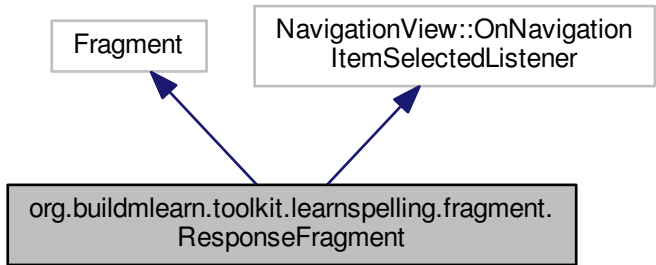 Fragment
NavigationView::OnNavigation
ItemSelectedListener
org.buildmlearn.toolkit.learnspelling.fragment.
ResponseFragment